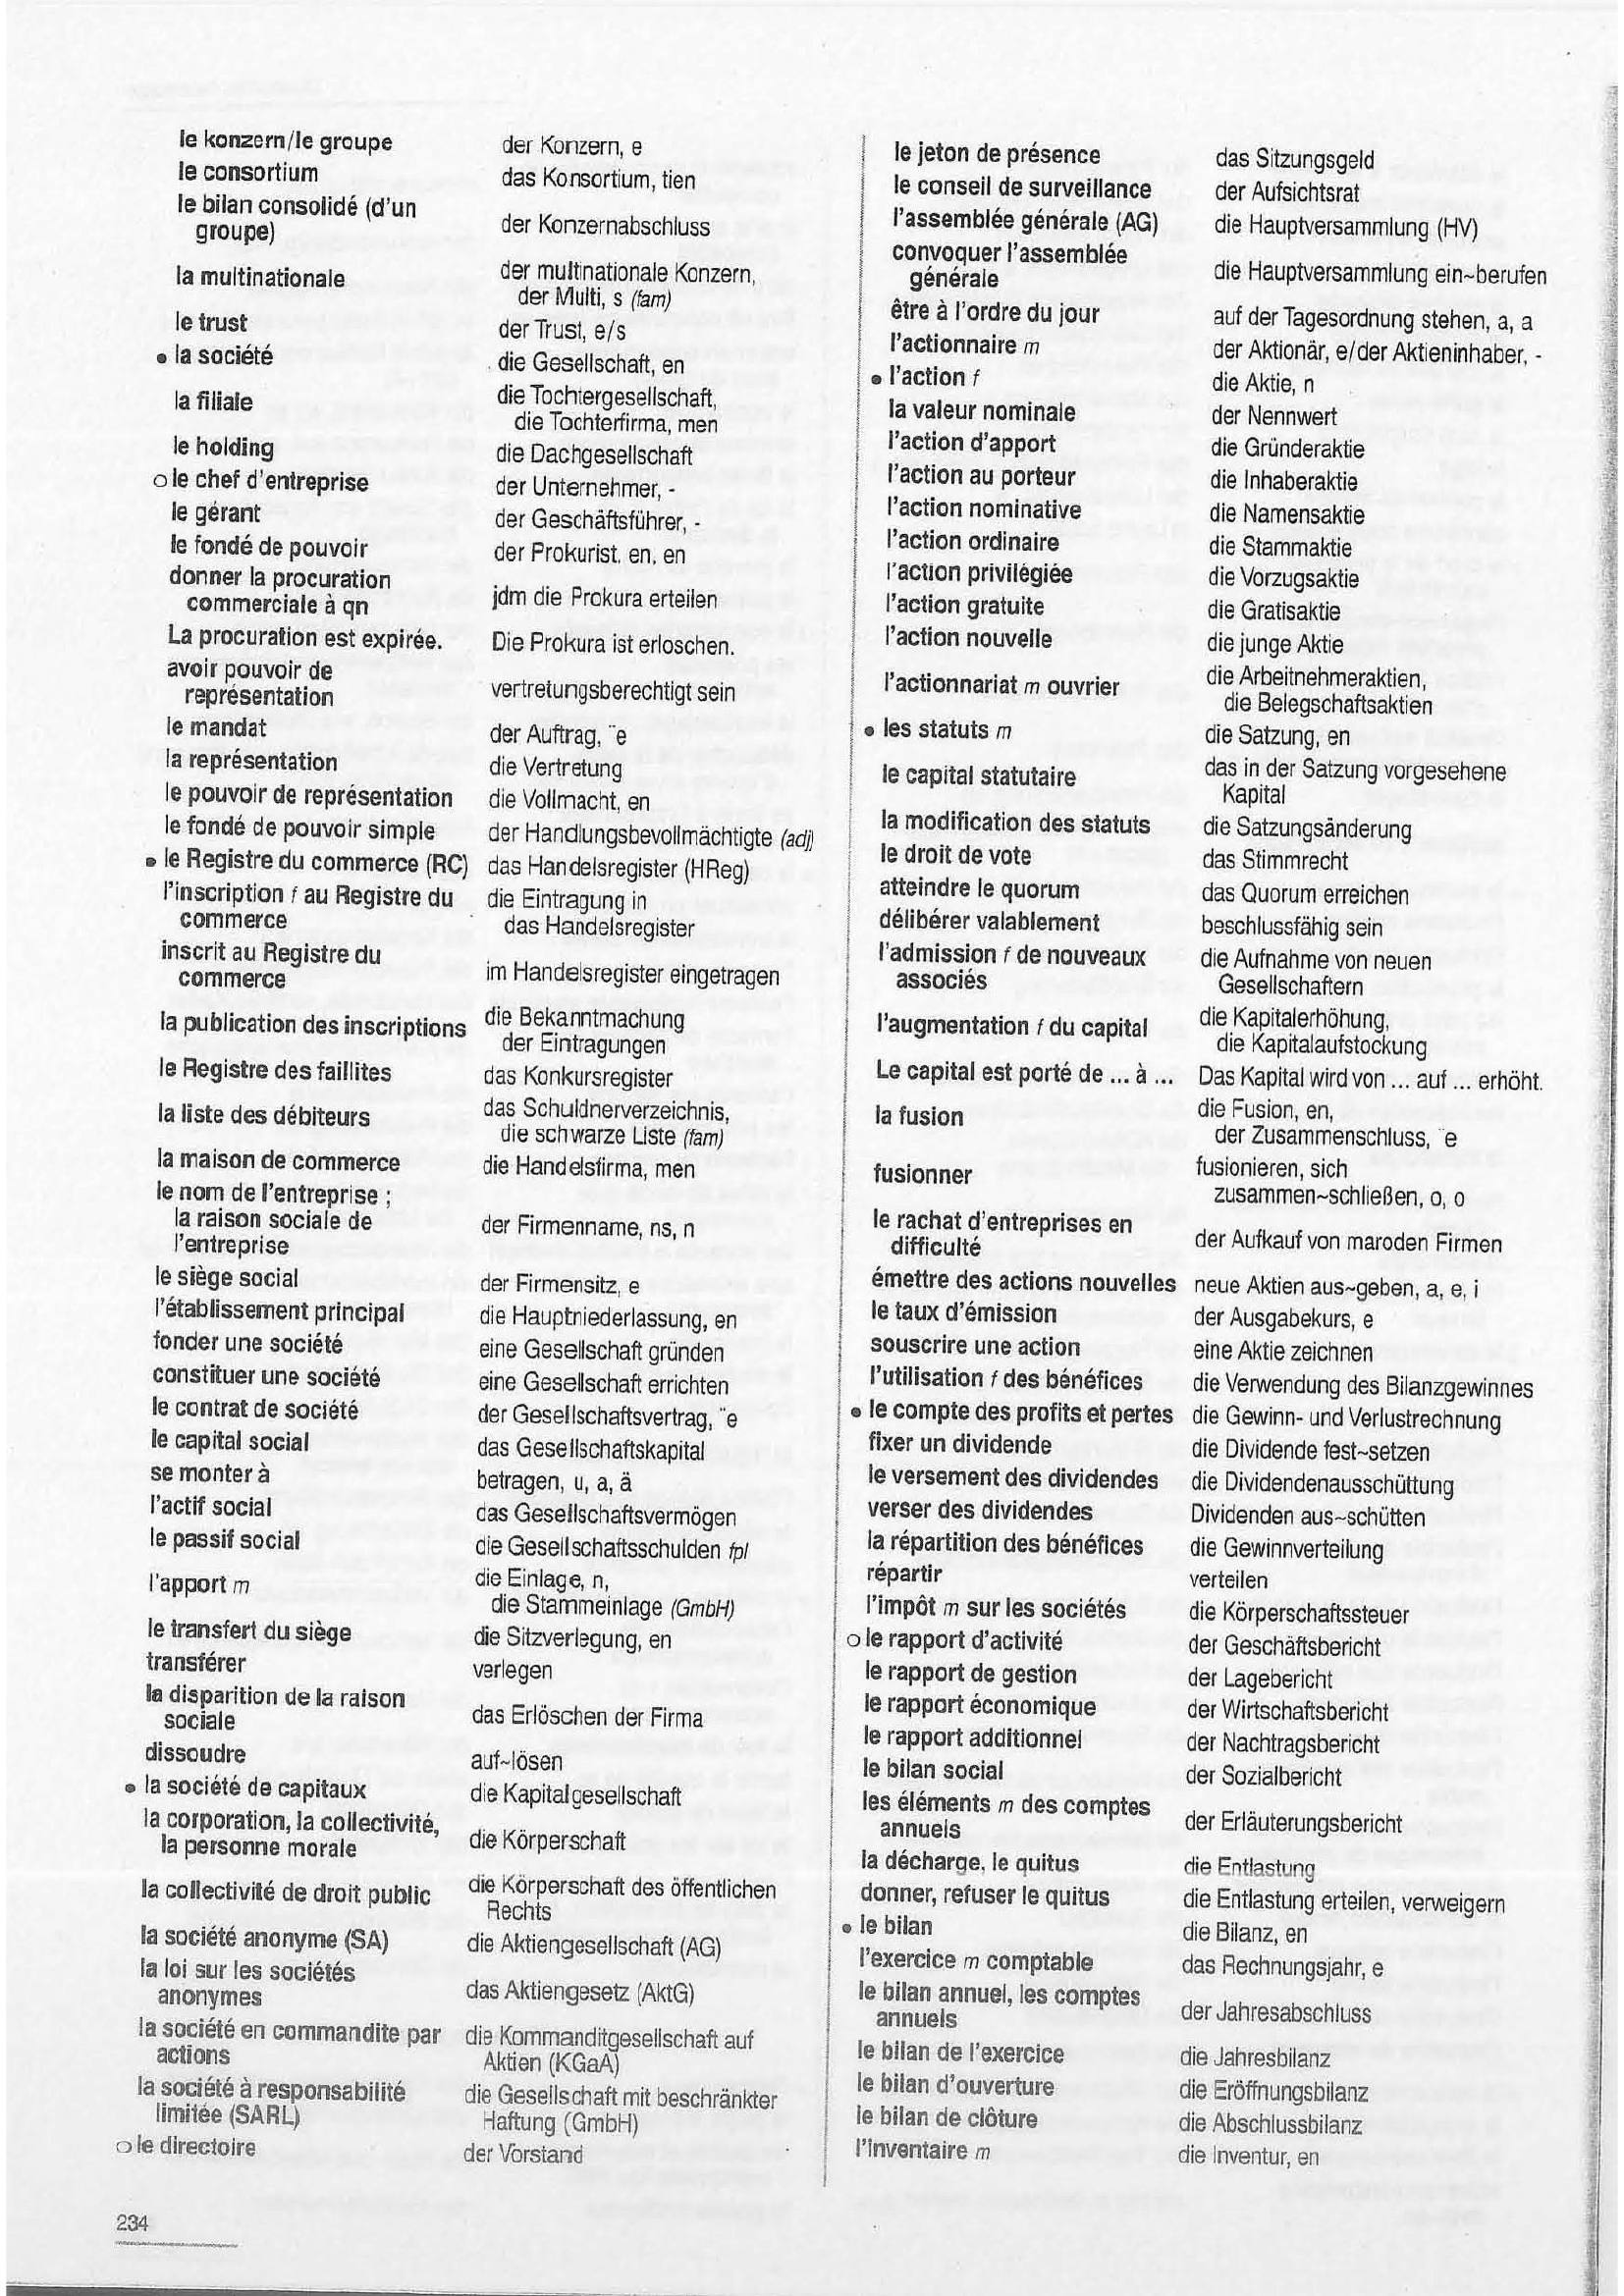 le konzern/le groupe der Konzern, e
le consortium das Konsortium, tien
le bilan consolidé (d'un
groupe) der Konzernabschluss
la multinationale der multinationale Konzern,
der Multi, s (fam)
le trust der Trust, e/s
• la société die Gesellschaft, en
la filiale die Tochtergesellschaft,
die Tochterfirma, men
le holding die Dachgesellschaft
o le chef d'entreprise der Unternehmer, -
le gérant der Geschäftsführer, -
le fondé de pouvoir der Prokurist, en, en
donner la procuration
commerciale à qn jdm die Prokura erteilen
La procuration est expirée. Die Prokura ist erloschen.
avoir pouvoir de
représentation vertretungsberechtigt sein
le mandat der Auftrag, ¨e
la représentation die Vertretung
le pouvoir de représentation die Vollmacht, en
le fondé de pouvoir simple der Handlungsbevollmächtigte (adj)
• le Registre du commerce (RC) das Handelsregister (HReg)
l'inscription f au Registre du die Eintragung in
commerce das Handelsregister
inscrit au Registre du
commerce im Handelsregister eingetragen
la publication des inscriptions die Bekanntmachung
der Eintragungen
le Registre des faillites das Konkursregister
la liste des débiteurs das Schuldnerverzeichnis,
die schwarze Liste (fam)
la maison de commerce die Handelsfirma, men
le nom de l'entreprise ;
la raison sociale de der Firmenname, ns, n
l'entreprise
le siège social der Firmensitz, e
l'établissement principal die Hauptniederlassung, en
fonder une société eine Gesellschaft gründen
constituer une société eine Gesellschaft errichten
le contrat de société der Gesellschaftsvertrag, ¨e
le capital social das Gesellschaftskapital
se monter à betragen, u, a, ä
l'actif social das Gesellschaftsvermögen
le passif social die Gesellschaftsschulden fpl
l'apport m die Einlage, n,
die Stammeinlage (GmbH)
le transfert du siège die Sitzverlegung, en
transférer verlegen
la disparition de la raison
sociale das Erlöschen der Firma
dissoudre auf~lösen
• la société de capitaux die Kapitalgesellschaft
la corporation, la collectivité,
la personne morale die Körperschaft
la collectivité de droit public die Körperschaft des öffentlichen
Rechts
la société anonyme (SA) die Aktiengesellschaft (AG)
la loi sur les sociétés
anonymes das Aktiengesetz (AktG)
la société en commandite par die Kommanditgesellschaft auf
actions Aktien (KGaA)
la société à responsabilité die Gesellschaft mit beschränkter
limitée (SARL) Haftung (GmbH)
o le directoire der Vorstand
le jeton de présence das Sitzungsgeld
le conseil de surveillance der Aufsichtsrat
l'assemblée générale (AG) die Hauptversammlung (HV)
convoquer l'assemblée
générale die Hauptversammlung ein~berufen
être à l'ordre du jour auf der Tagesordnung stehen, a, a
l'actionnaire m der Aktionär, e/der Aktieninhaber, -
• l'action f die Aktie, n
la valeur nominale der Nennwert
l'action d'apport die Gründeraktie
l'action au porteur die Inhaberaktie
l'action nominative die Namensaktie
l'action ordinaire die Stammaktie
l'action privilégiée die Vorzugsaktie
l'action gratuite die Gratisaktie
l'action nouvelle die junge Aktie
l'actionnariat m ouvrier die Arbeitnehmeraktien,
die Belegschaftsaktien
• les statuts m die Satzung, en
le capital statutaire das in der Satzung vorgesehene
Kapital
la modification des statuts die Satzungsänderung
le droit de vote das Stimmrecht
atteindre le quorum das Quorum erreichen
délibérer valablement beschlussfähig sein
l'admission f de nouveaux die Aufnahme von neuen
associés Gesellschaftern
l'augmentation f du capital die Kapitalerhöhung,
die Kapitalaufstockung
Le capital est porté de ... à ... Das Kapital wird von ... auf ... erhöht.
la fusion die Fusion, en,
der Zusammenschluss, ¨e
fusionner fusionieren, sich
zusammen~schließen, o, o
le rachat d'entreprises en
difficulté der Aufkauf von maroden Firmen
émettre des actions nouvelles neue Aktien aus~geben, a, e, i
le taux d'émission der Ausgabekurs, e
souscrire une action eine Aktie zeichnen
l'utilisation f des bénéfices die Verwendung des Bilanzgewinnes
• le compte des profits et pertes die Gewinn- und Verlustrechnung
fixer un dividende die Dividende fest~setzen
le versement des dividendes die Dividendenausschüttung
verser des dividendes Dividenden aus~schütten
la répartition des bénéfices die Gewinnverteilung
répartir verteilen
l'impôt m sur les sociétés die Körperschaftssteuer
o le rapport d'activité der Geschäftsbericht
le rapport de gestion der Lagebericht
le rapport économique der Wirtschaftsbericht
le rapport additionnel der Nachtragsbericht
le bilan social der Sozialbericht
les éléments m des comptes
annuels der Erläuterungsbericht
la décharge, le quitus die Entlastung
donner, refuser le quitus die Entlastung erteilen, verweigern
• le bilan die Bilanz, en
l'exercice m comptable das Rechnungsjahr, e
le bilan annuel, les comptes
annuels der Jahresabschluss
le bilan de l'exercice die Jahresbilanz
le bilan d'ouverture die Eröffnungsbilanz
le bilan de clôture die Abschlussbilanz
l'inventaire m die Inventur, en
234